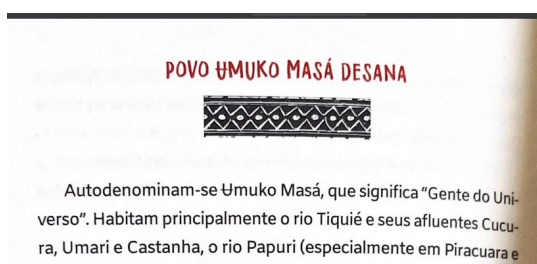 POVO ɄMUKO MASÁ DESANA
Autodenominam-se Ʉmuko Masá, que significa “Gente do Uni-
verso”. Habitam principalmente o rio Tiquié e seus afluentes Cucu-
ra, Umari e Castanha, o rio Papuri (especialmente em Piracuara e